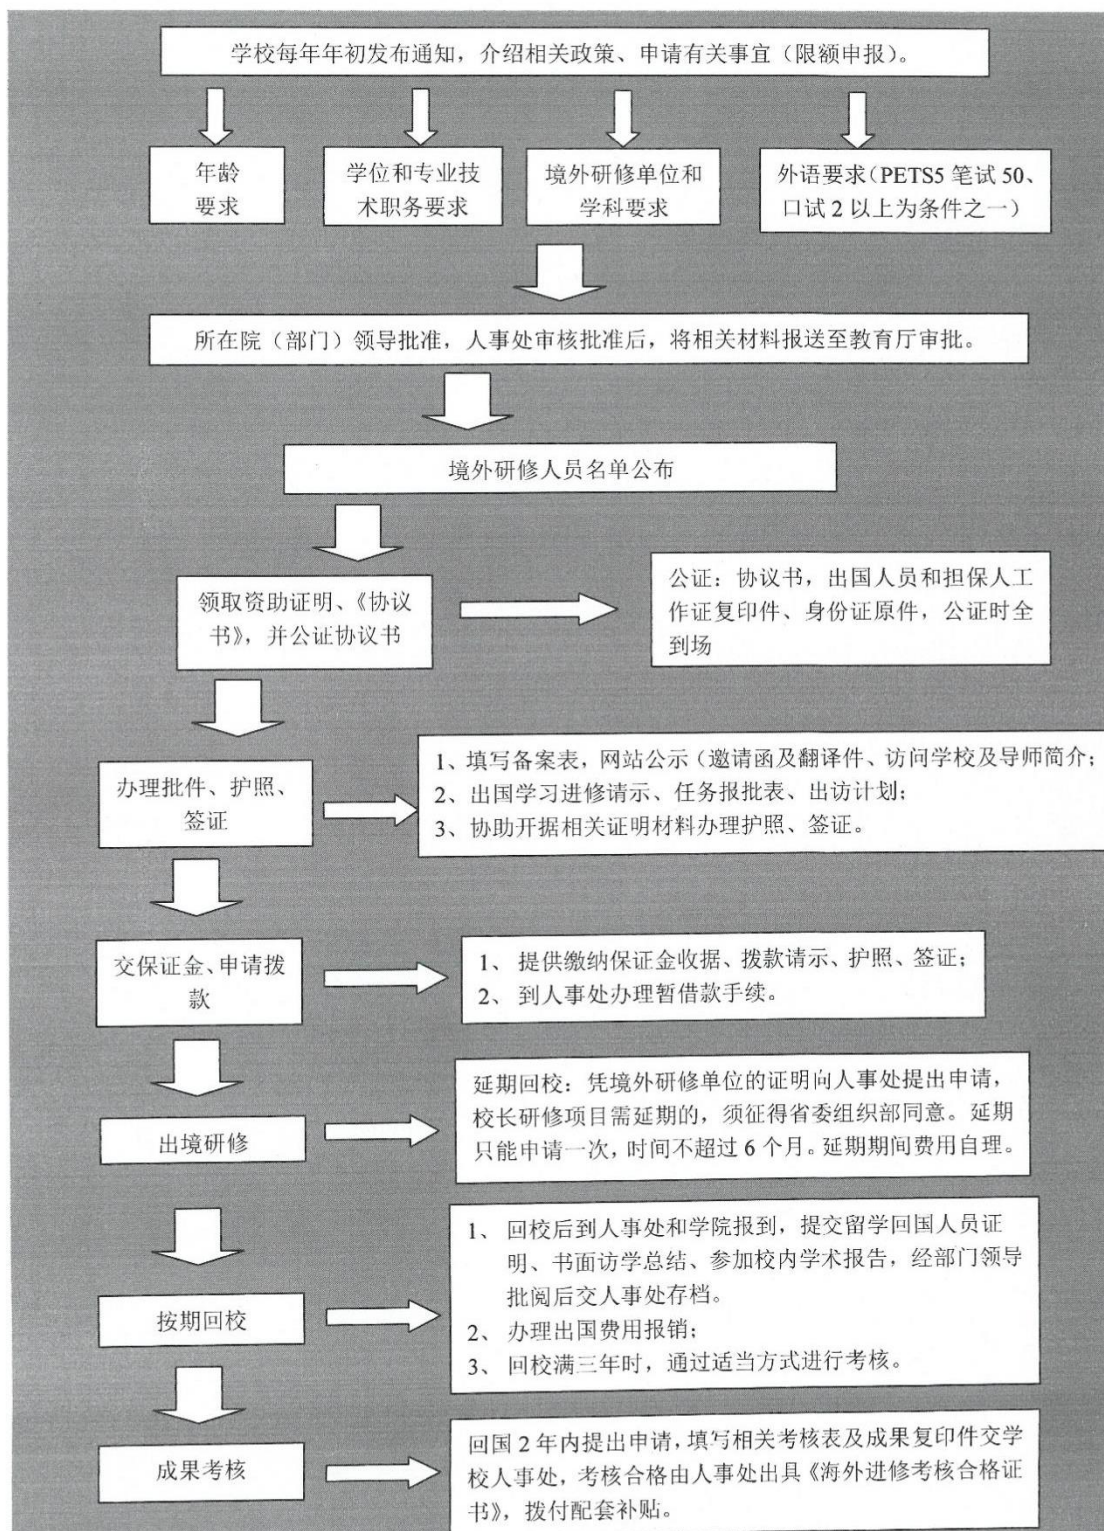 学校每年年初发布通知，介绍相关政策、申请有关事宜（限额申报）。
年龄
要求
学位和专业技
术职务要求
境外研修单位和
学科要求
外语要求（PETS5 笔试 50、
口试 2 以上为条件之一）
所在院（部门）领导批准，人事处审核批准后，将相关材料报送至教育厅审批。
境外研修人员名单公布
领取资助证明、《协议
书》，并公证协议书
公证：协议书，出国人员和担保人工
作证复印件、身份证原件，公证时全
到场
办理批件、护照、
签证
1、填写备案表，网站公示（邀请函及翻译件、访问学校及导师简介；
2、出国学习进修请示、任务报批表、出访计划；
3、协助开据相关证明材料办理护照、签证。
交保证金、申请拨
款
1、 提供缴纳保证金收据、拨款请示、护照、签证；
2、 到人事处办理暂借款手续。
出境研修
延期回校：凭境外研修单位的证明向人事处提出申请，
校长研修项目需延期的，须征得省委组织部同意。延期
只能申请一次，时间不超过 6 个月。延期期间费用自理。
按期回校
1、 回校后到人事处和学院报到，提交留学回国人员证
明、书面访学总结、参加校内学术报告，经部门领导
批阅后交人事处存档。
2、 办理出国费用报销；
3、 回校满三年时，通过适当方式进行考核。
成果考核
回国 2 年内提出申请，填写相关考核表及成果复印件交学
校人事处，考核合格由人事处出具《海外进修考核合格证
书》，拨付配套补贴。